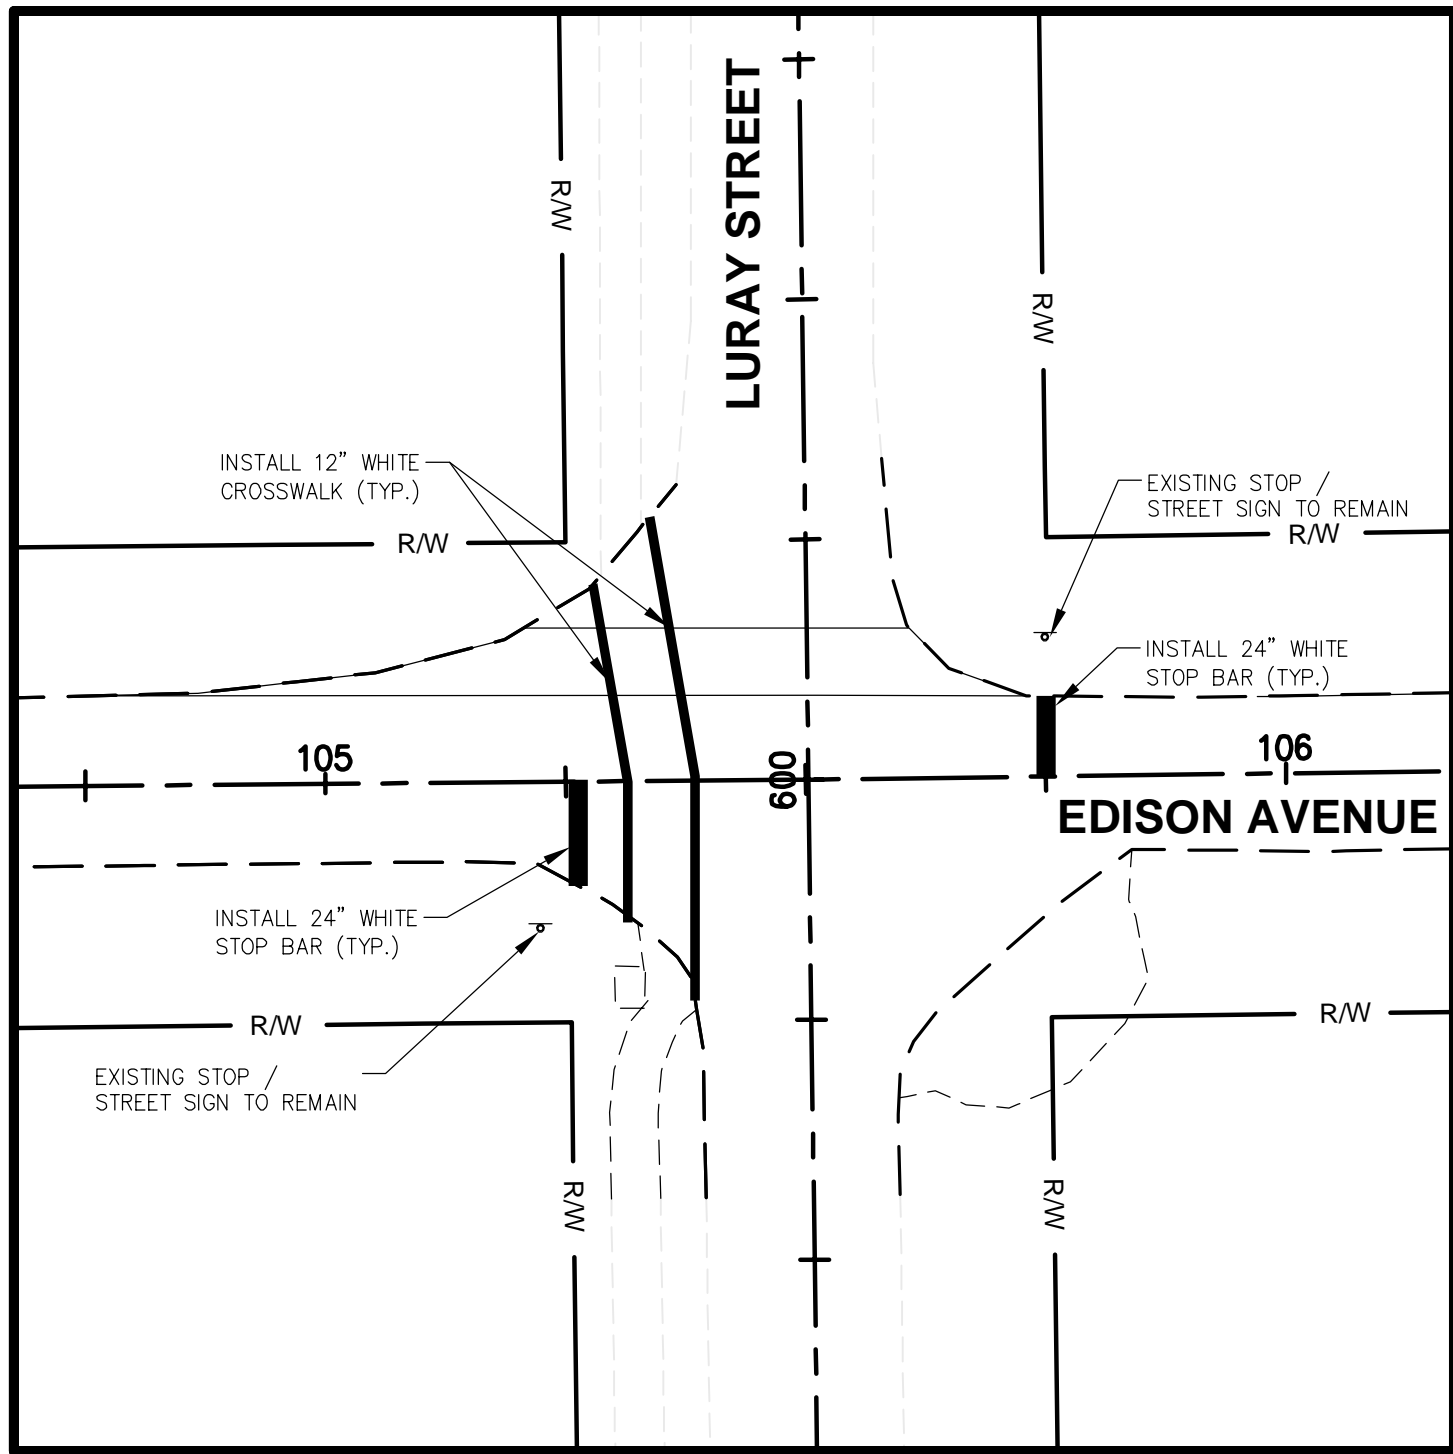 LURAY STREET
R/W
R/W
INSTALL 12” WHITE
CROSSWALK (TYP.)
EXISTING STOP /
STREET SIGN TO REMAIN
R/W
R/W
INSTALL 24” WHITE
STOP BAR (TYP.)
105
600
106
EDISON AVENUE
INSTALL 24” WHITE
STOP BAR (TYP.)
R/W
R/W
EXISTING STOP /
STREET SIGN TO REMAIN
R/W
R/W